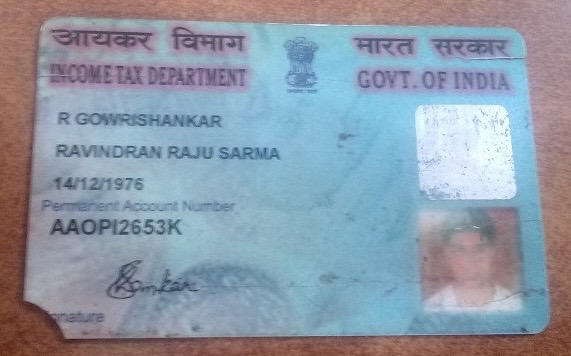 आयकर विभाग
भारत सरकार
INCOME TAX DEPARTMENT
GOVT. OF INDIA
R GOWRISHANKAR
RAVINDRAN RAJU SARMA
14/12/1976
Permanent Account Number
AAOPI2653K